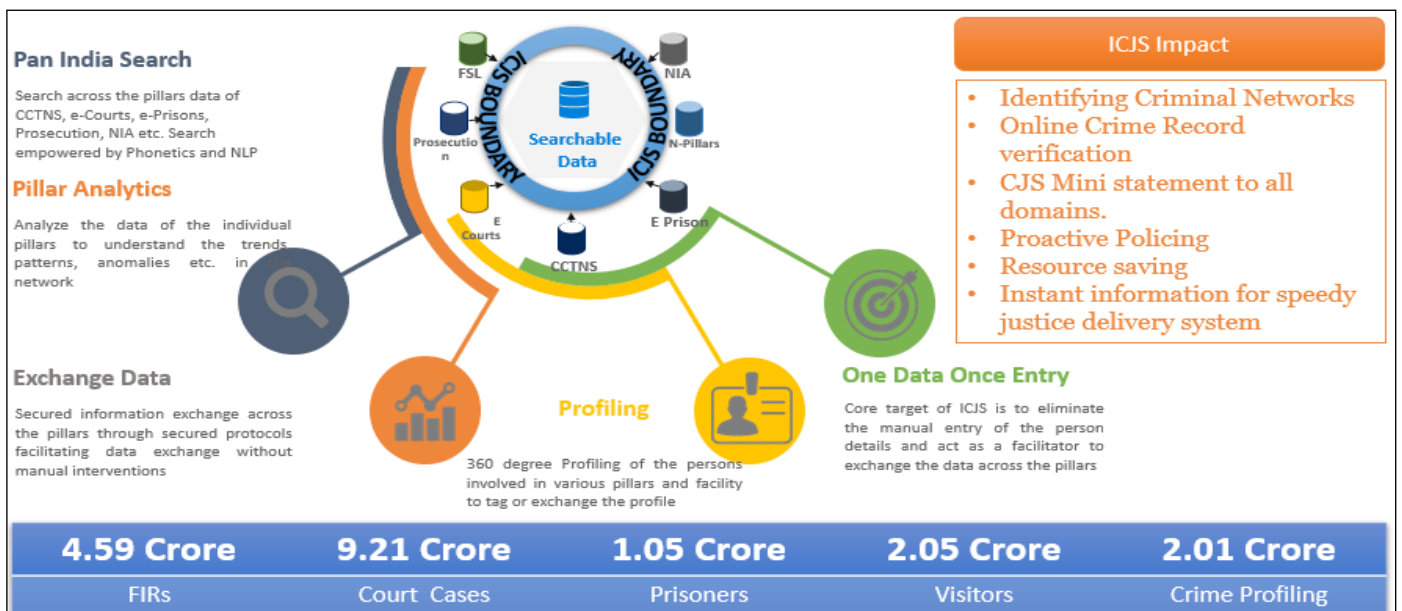 Pan India Search
Search across the pillars data of
CCTNS, e-Courts, e-Prisons,
Prosecution, NIA etc. Search
empowered by Phonetics and NLP
Pillar Analytics
Analyze the data of the individual
pillars to understand the trends,
patterns, anomalies etc. in
network
Exchange Data
Secured information exchange across
the pillars through secured protocols
facilitating data exchange without
manual interventions
FSL
NIA
Prosecutio
n
N-Pillars
E
Courts
E Prison
CCTNS
ICJS BOUNDARY
ICJS BOUNDARY
Searchable
Data
Profiling
360 degree Profiling of the persons
involved in various pillars and facility
to tag or exchange the profile
One Data Once Entry
Core target of ICJS is to eliminate
the manual entry of the person
details and act as a facilitator to
exchange the data across the pillars
ICJS Impact
• Identifying Criminal Networks
• Online Crime Record
verification
• CJS Mini statement to all
domains.
• Proactive Policing
• Resource saving
• Instant information for speedy
justice delivery system
4.59 Crore
9.21 Crore
1.05 Crore
2.05 Crore
2.01 Crore
FIRs
Court Cases
Prisoners
Visitors
Crime Profiling